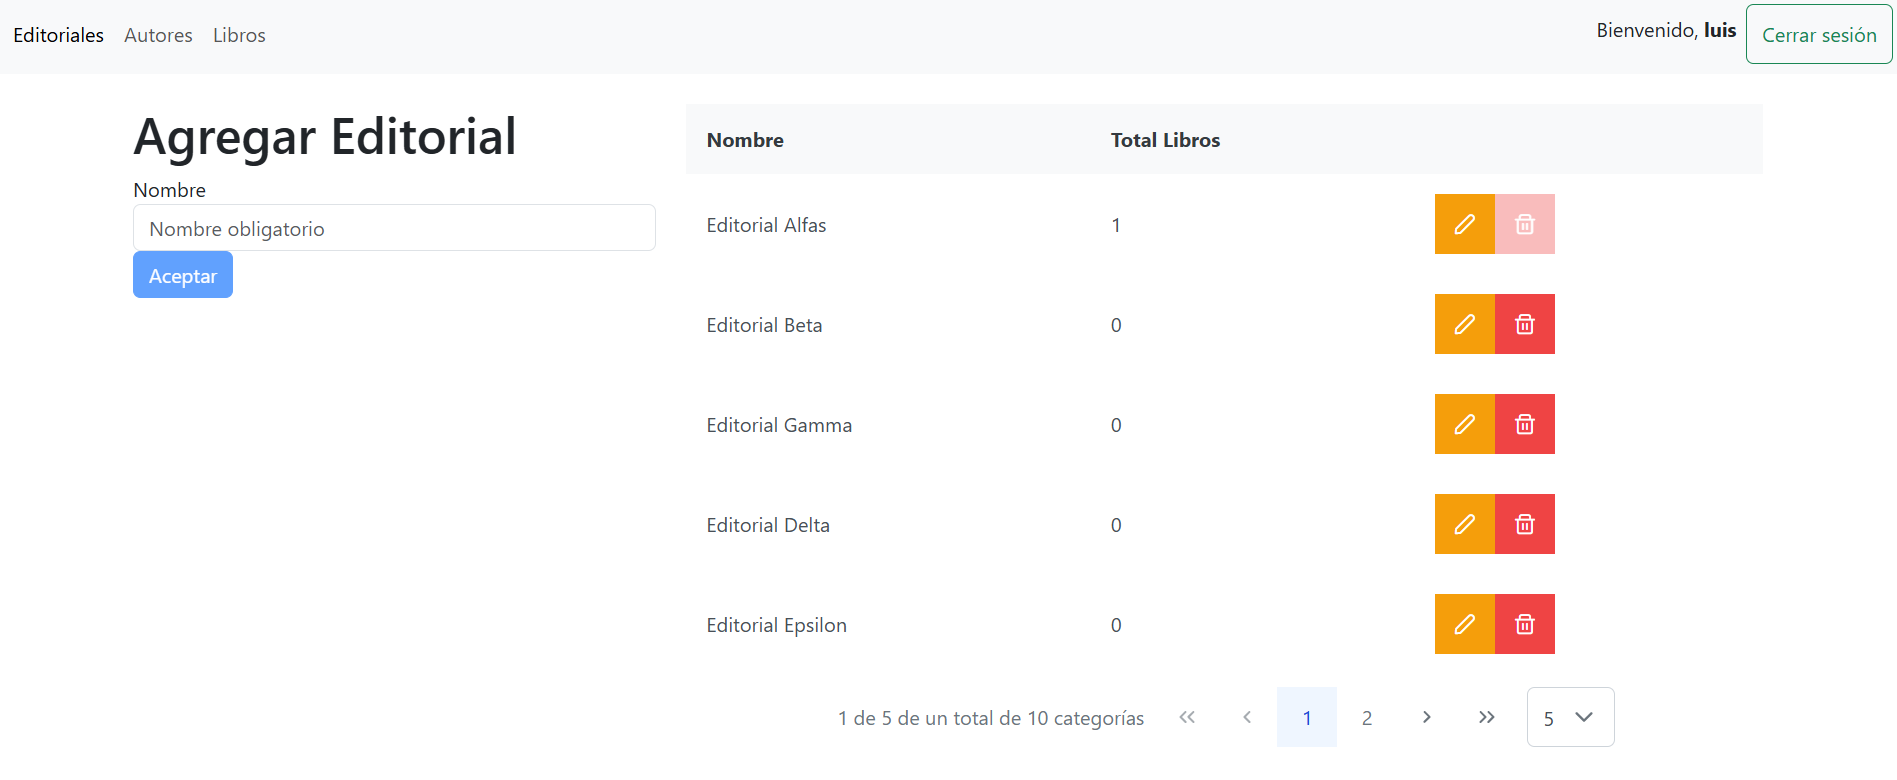 Editoriales Autores Libros Bienvenido, luis Cerrar sesión
Agregar Editorial
Nombre
Nombre obligatorio
Aceptar
Nombre Total Libros
Editorial Alfas 1
Editorial Beta 0
Editorial Gamma 0
Editorial Delta 0
Editorial Epsilon 0
1 de 5 de un total de 10 categorías 1 2 5